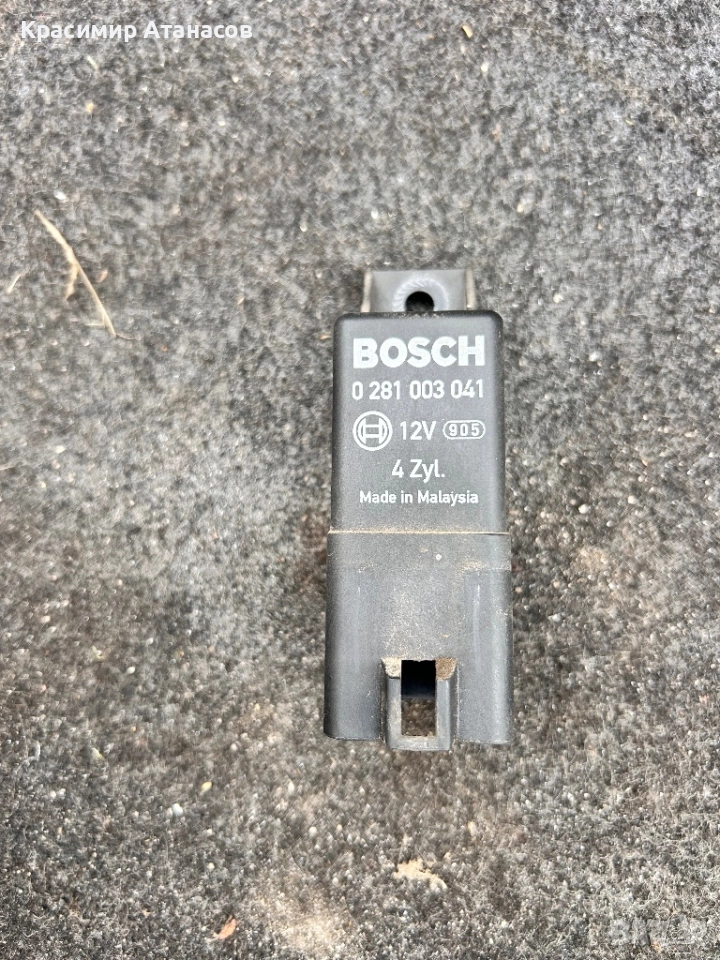 Красимир Атанасов
BOSCH
0 281 003 041
12V 905
4 Zyl.
Made in Malaysia